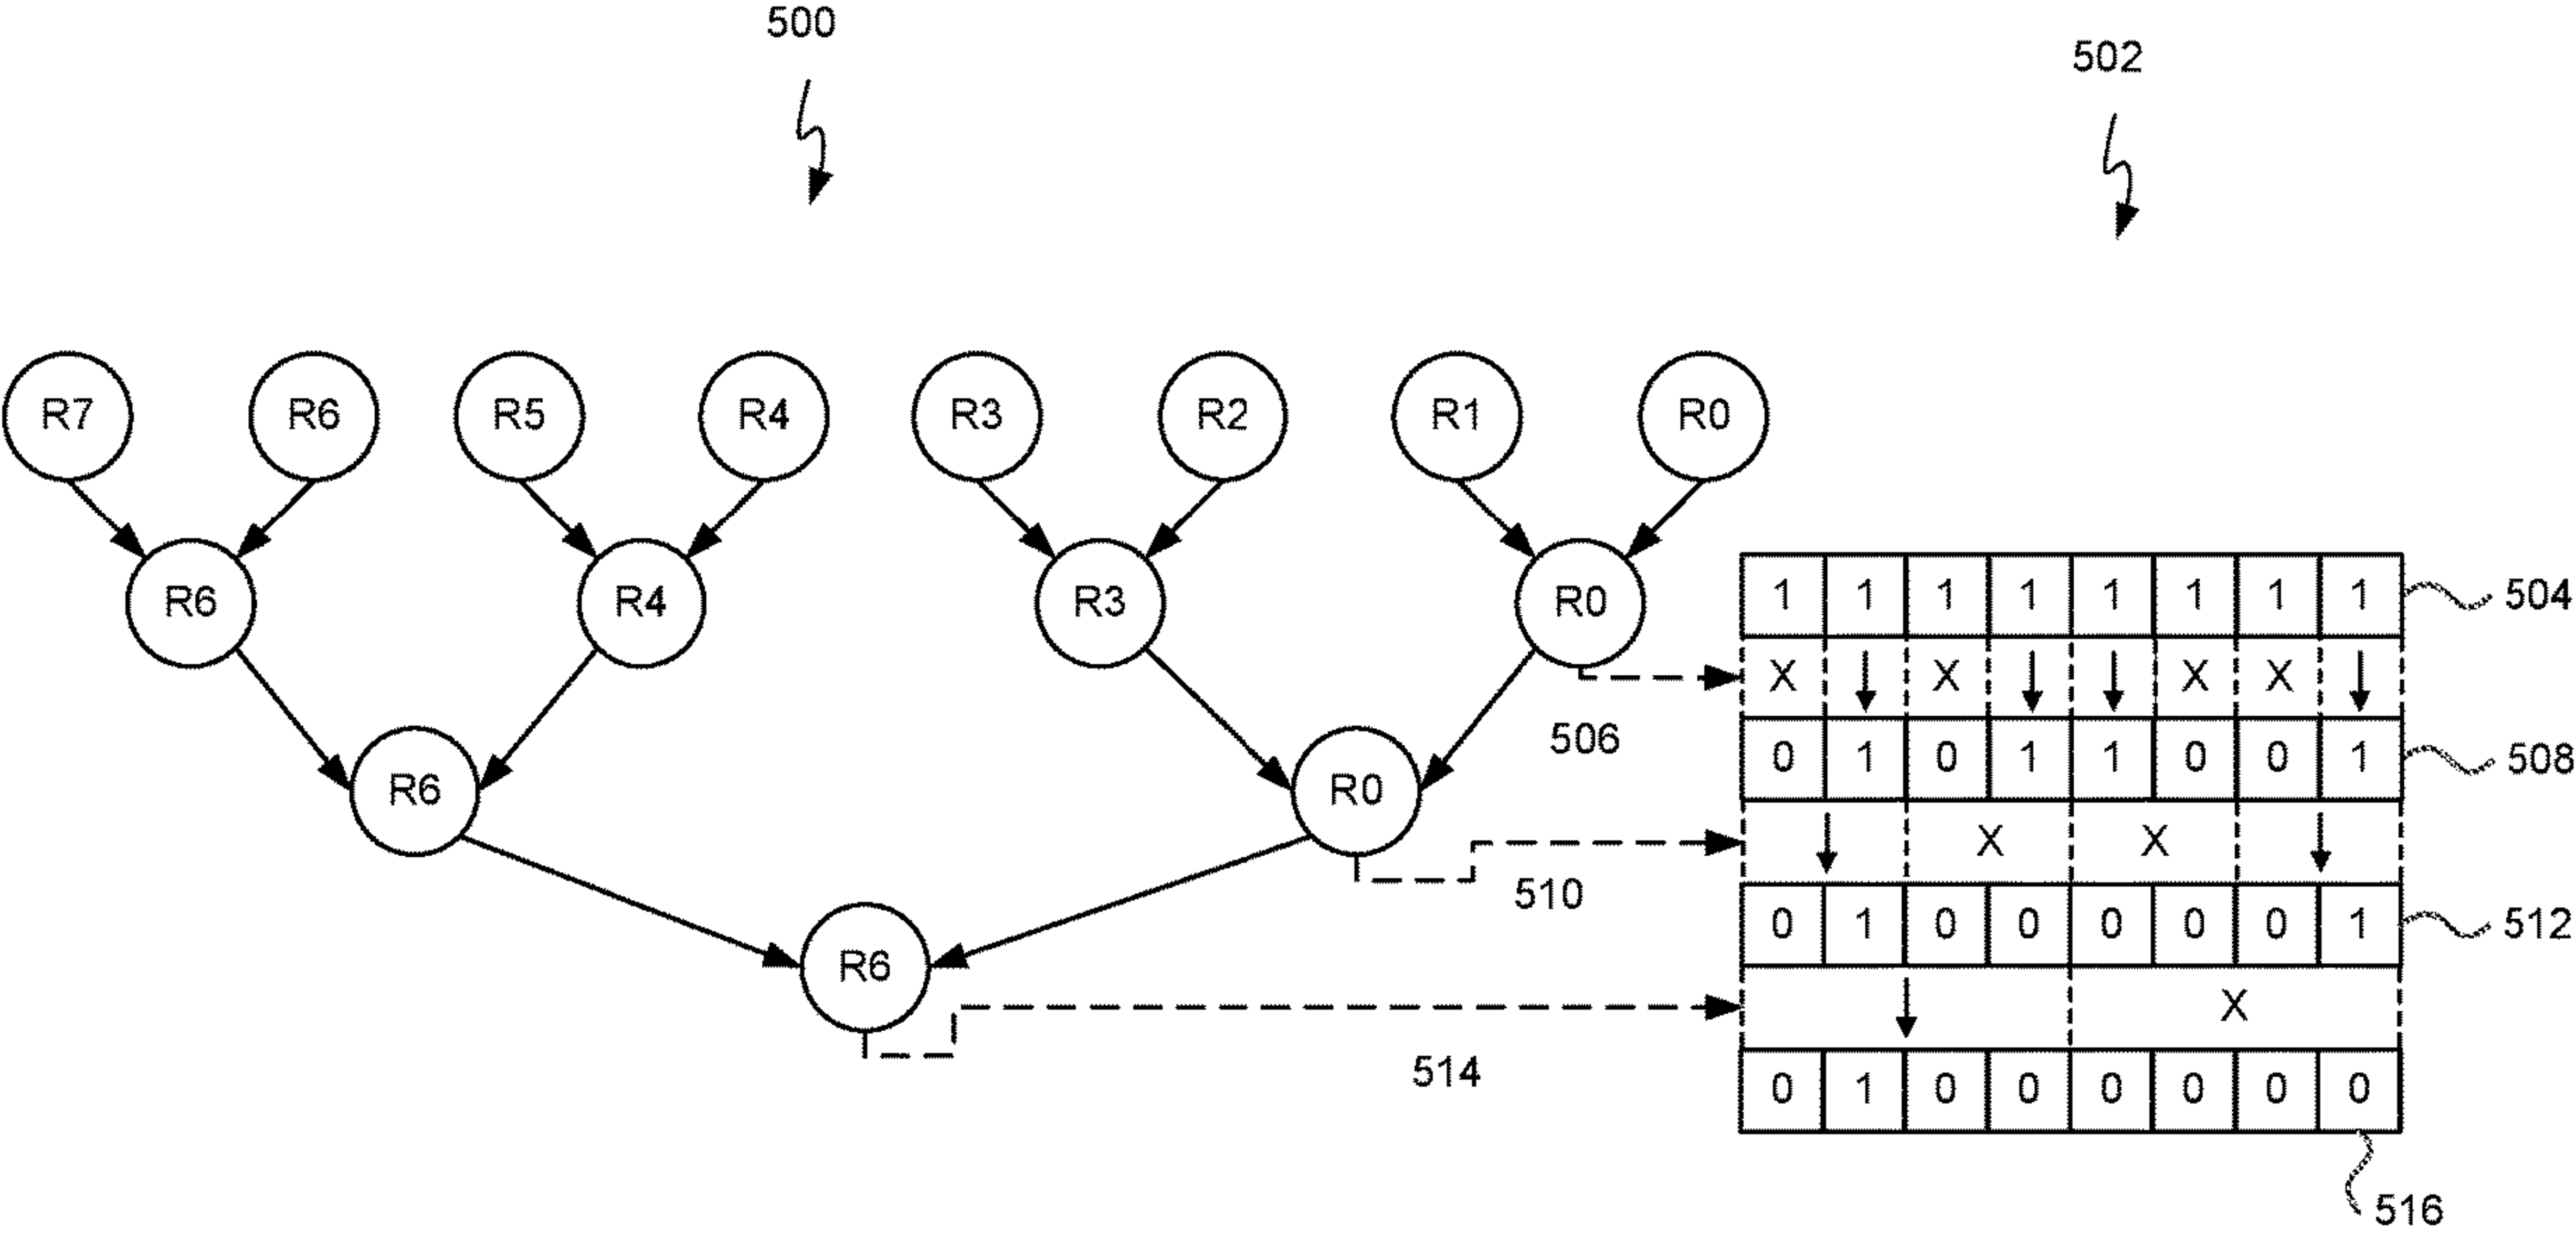 500
502
R7 R6 R5 R4 R3 R2 R1 R0
R6 R4 R3 R0
1 1 1 1 1 1 1 1 504
X X X X
506
R6 R0
0 1 0 1 1 0 0 1 508
X X
510
R6
0 1 0 0 0 0 0 1 512
X
514
0 1 0 0 0 0 0 0
516